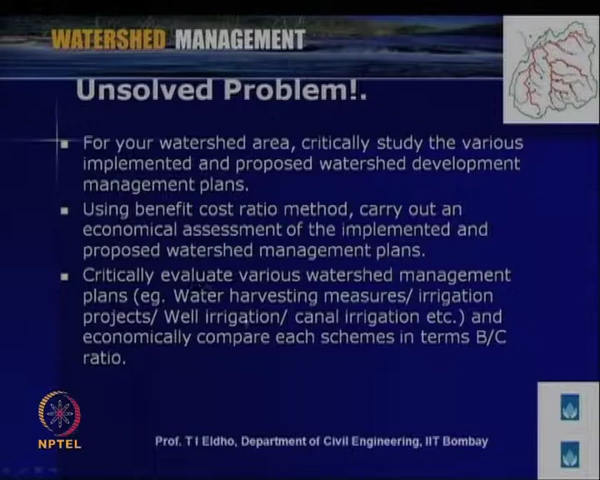 WATERSHED MANAGEMENT
Unsolved Problem!.
For your watershed area, critically study the various
implemented and proposed watershed development
management plans.
Using benefit cost ratio method, carry out an
economical assessment of the implemented and
proposed watershed management plans.
Critically evaluate various watershed management
plans (eg. Water harvesting measures/ irrigation
projects/ Well irrigation/ canal irrigation etc.) and
economically compare each schemes in terms B/C
ratio.
NPTEL
Prof. T I Eldho, Department of Civil Engineering, IIT Bombay